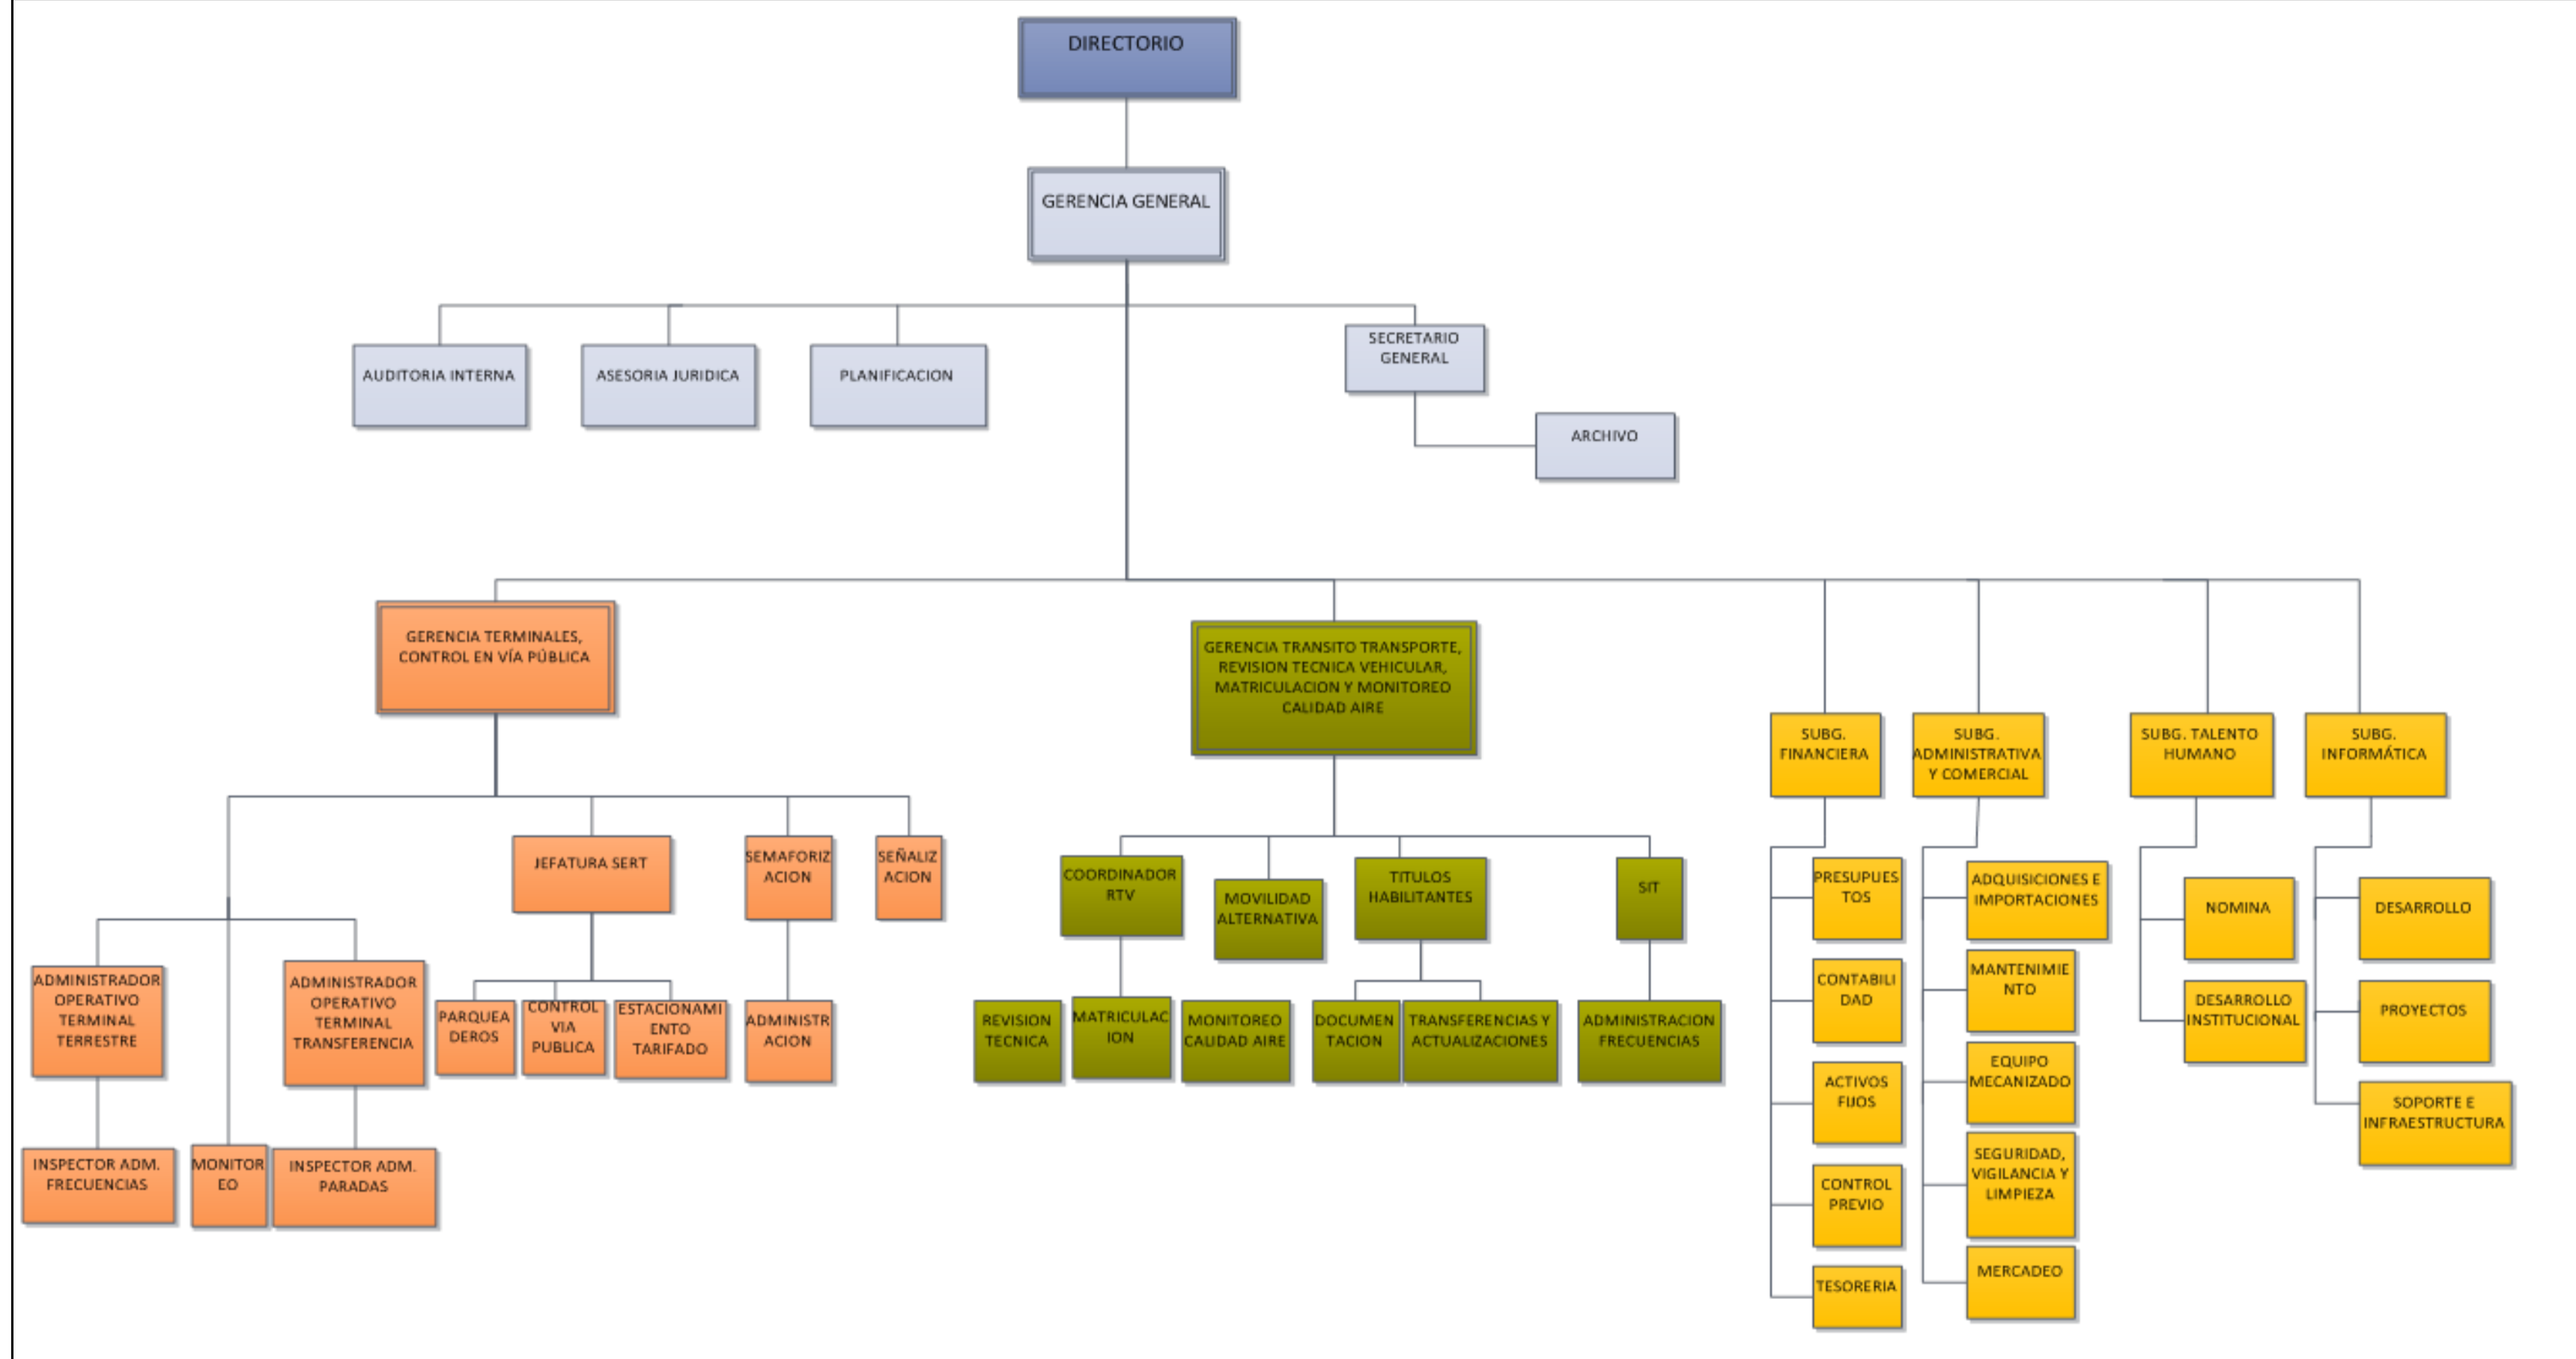 DIRECTORIO
GERENCIA GENERAL
AUDITORIA INTERNA
ASESORIA JURIDICA
PLANIFICACION
SECRETARIO
GENERAL
ARCHIVO
GERENCIA TERMINALES,
CONTROL EN VÍA PÚBLICA
GERENCIA TRANSITO TRANSPORTE,
REVISION TECNICA VEHICULAR,
MATRICULACION Y MONITOREO
CALIDAD AIRE
SUBG.
FINANCIERA
SUBG.
ADMINISTRATIVA
Y COMERCIAL
SUBG. TALENTO
HUMANO
SUBG.
INFORMÁTICA
JEFATURA SERT
SEMAFORIZ
ACION
SEÑALIZ
ACION
ADMINISTRADOR
OPERATIVO
TERMINAL
TERRESTRE
ADMINISTRADOR
OPERATIVO
TERMINAL
TRANSFERENCIA
PARQUEA
DEROS
CONTROL
VIA
PUBLICA
ESTACIONAMI
ENTO
TARIFADO
ADMINISTR
ACION
INSPECTOR ADM.
FRECUENCIAS
MONITOR
EO
INSPECTOR ADM.
PARADAS
COORDINADOR
RTV
MOVILIDAD
ALTERNATIVA
TITULOS
HABILITANTES
SIT
REVISION
TECNICA
MATRICULAC
ION
MONITOREO
CALIDAD AIRE
DOCUMEN
TACION
TRANSFERENCIAS Y
ACTUALIZACIONES
ADMINISTRACION
FRECUENCIAS
PRESUPUES
TOS
CONTABILI
DAD
ACTIVOS
FIJOS
CONTROL
PREVIO
TESORERIA
ADQUISICIONES E
IMPORTACIONES
MANTENIMIE
NTO
EQUIPO
MECANIZADO
SEGURIDAD,
VIGILANCIA Y
LIMPIEZA
MERCADEO
NOMINA
DESARROLLO
INSTITUCIONAL
DESARROLLO
PROYECTOS
SOPORTE E
INFRAESTRUCTURA